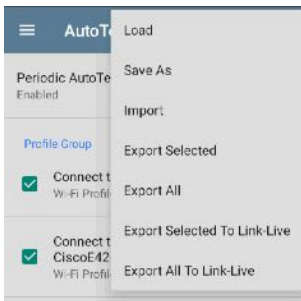 AutoT
Load
Periodic AutoTe
Save As
Enabled
Import
Profile Group
Export Selected
Connect t
Export All
Wi-Fi Profil
Export Selected To Link-Live
Connect t
CiscoE42
Export All To Link-Live
Wi-Fi Profil